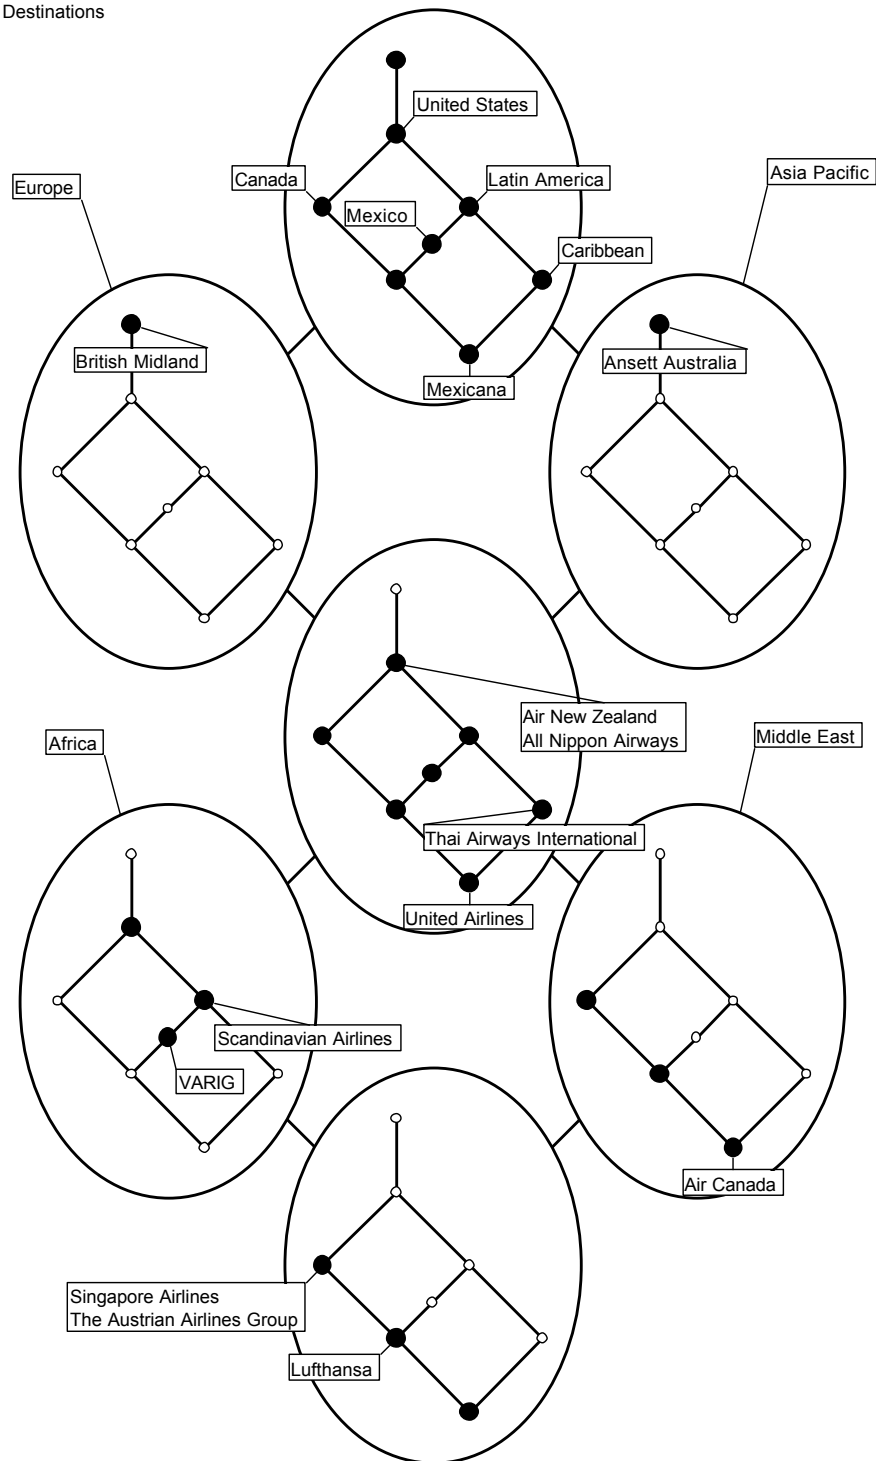 Destinations
United States
Canada
Latin America
Asia Pacific
Europe
Mexico
Caribbean
British Midland
Ansett Australia
Mexicana
Air New Zealand
All Nippon Airways
Africa
Middle East
Thai Airways International
United Airlines
Scandinavian Airlines
VARIG
Air Canada
Singapore Airlines
The Austrian Airlines Group
Lufthansa